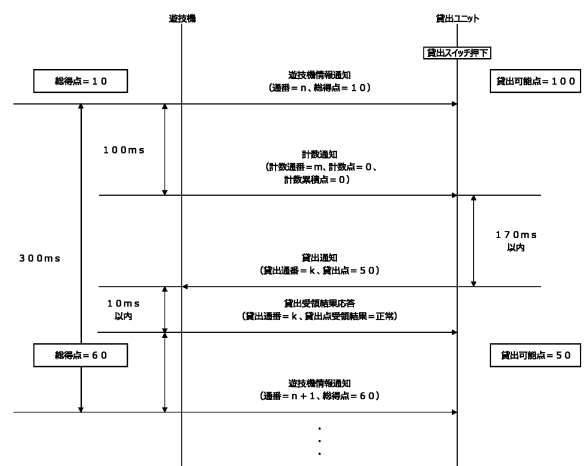 遊技機
貸出ユニット
貸出スイッチ押下
総得点=10
遊技機情報通知
(通番=n、総得点=10)
貸出可能点=100
100ms
計数通知
(計数通番=m、計数点=0、
計数累積点=0)
300ms
170ms
以内
貸出通知
(貸出通番=k、貸出点=50)
10ms
以内
貸出受領結果応答
(貸出通番=k、貸出点受領結果=正常)
総得点=60
貸出可能点=50
遊技機情報通知
(通番=n+1、総得点=60)